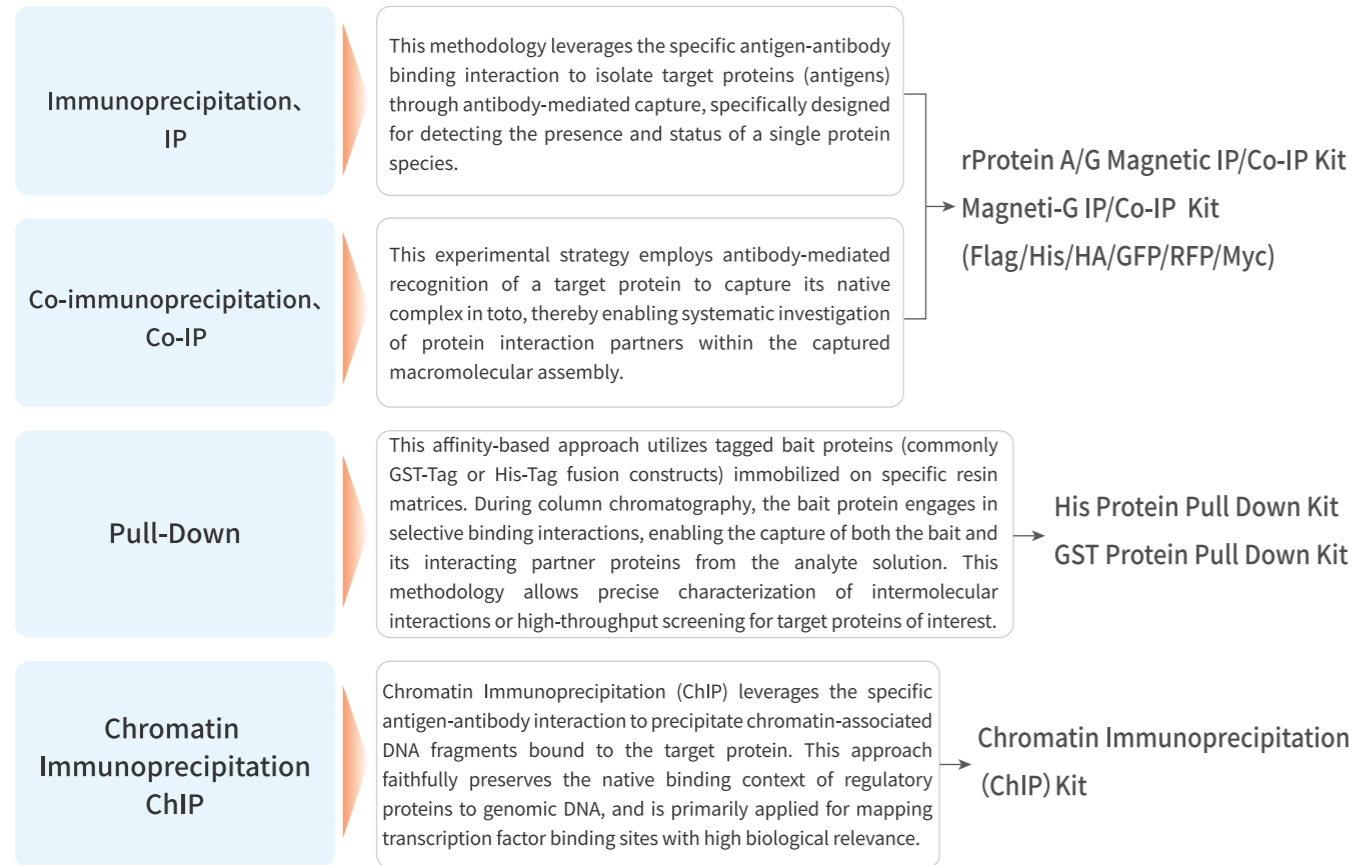 Immunoprecipitation、
IP
This methodology leverages the specific antigen-antibody
binding interaction to isolate target proteins (antigens)
through antibody-mediated capture, specifically designed
for detecting the presence and status of a single protein
species.
Co-immunoprecipitation、
Co-IP
This experimental strategy employs antibody-mediated
recognition of a target protein to capture its native
complex in toto, thereby enabling systematic investigation
of protein interaction partners within the captured
macromolecular assembly.
rProtein A/G Magnetic IP/Co-IP Kit
Magneti-G IP/Co-IP Kit
(Flag/His/HA/GFP/RFP/Myc)
Pull-Down
This affinity-based approach utilizes tagged bait proteins (commonly
GST-Tag or His-Tag fusion constructs) immobilized on specific resin
matrices. During column chromatography, the bait protein engages in
selective binding interactions, enabling the capture of both the bait and
its interacting partner proteins from the analyte solution. This
methodology allows precise characterization of intermolecular
interactions or high-throughput screening for target proteins of interest.
His Protein Pull Down Kit
GST Protein Pull Down Kit
Chromatin
Immunoprecipitation
ChIP
Chromatin Immunoprecipitation (ChIP) leverages the specific
antigen-antibody interaction to precipitate chromatin-associated
DNA fragments bound to the target protein. This approach
faithfully preserves the native binding context of regulatory
proteins to genomic DNA, and is primarily applied for mapping
transcription factor binding sites with high biological relevance.
Chromatin Immunoprecipitation
(ChIP) Kit